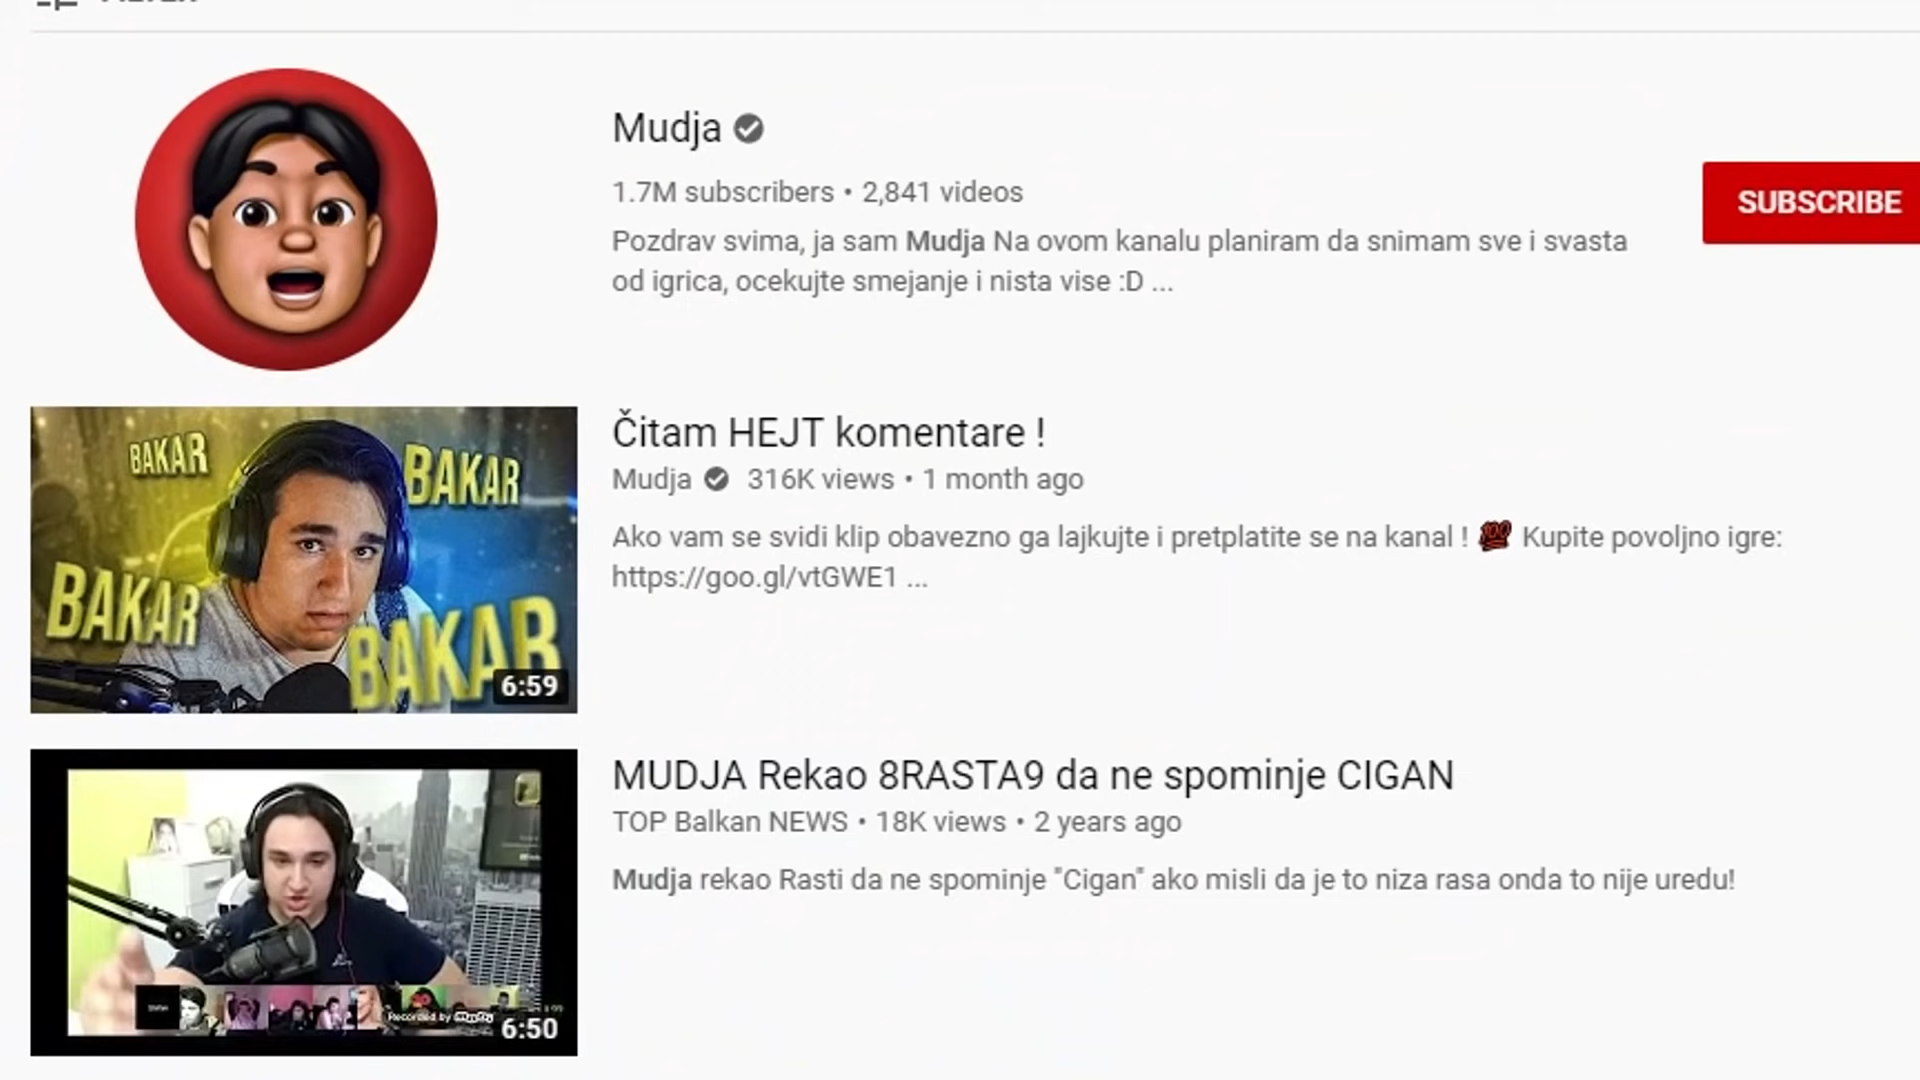 Mudja
1.7M subscribers • 2,841 videos
SUBSCRIBE
Pozdrav svima, ja sam Mudja Na ovom kanalu planiram da snimam sve i svasta
od igrica, ocekujte smejanje i nista vise :D ...
BAKAR
BAKAR
BAKAR
BAKAR
6:59
Čitam HEJT komentare !
Mudja 316K views • 1 month ago
Ako vam se svidi klip obavezno ga lajkujte i pretplatite se na kanal ! 💯 Kupite povoljno igre:
https://goo.gl/vtGWE1 ...
Recorded by
6:50
MUDJA Rekao 8RASTA9 da ne spominje CIGAN
TOP Balkan NEWS • 18K views • 2 years ago
Mudja rekao Rasti da ne spominje "Cigan" ako misli da je to niza rasa onda to nije uredu!